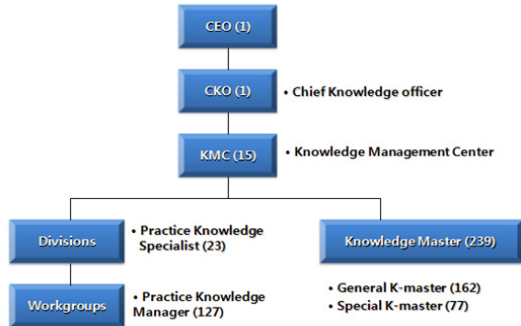 CEO (1)
CKO (1)
• Chief Knowledge officer
KMC (15)
• Knowledge Management Center
Divisions
• Practice Knowledge
Specialist (23)
Knowledge Master (239)
Workgroups
• Practice Knowledge
Manager (127)
• General K-master (162)
• Special K-master (77)